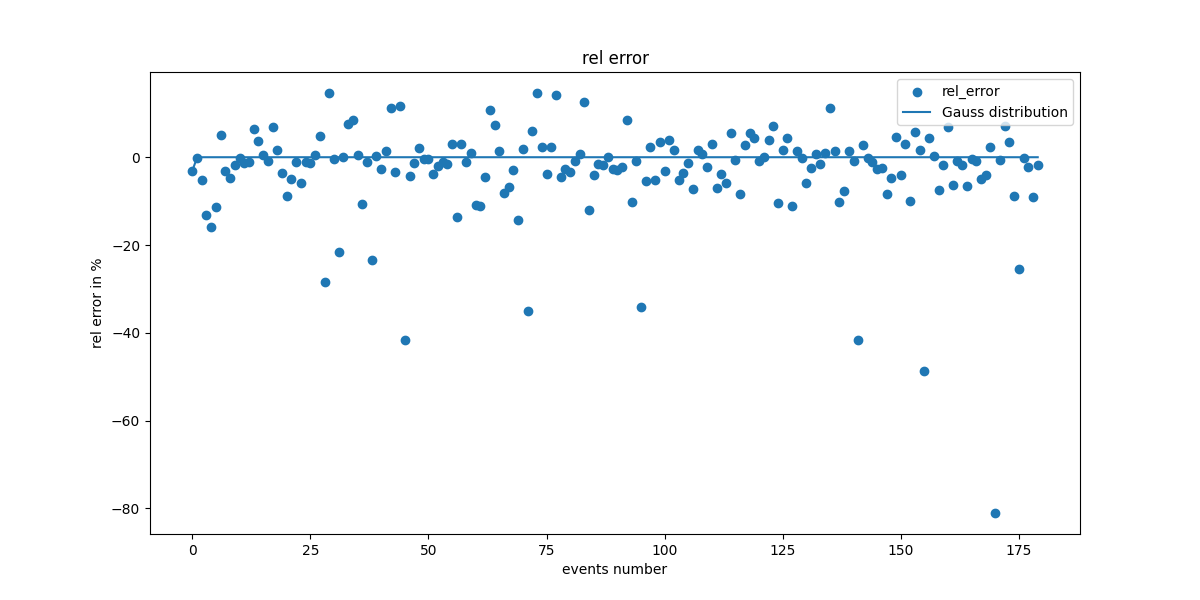 rel error
rel_error
Gauss distribution
0
−20
−40
−60
−80
rel error in %
0 25 50 75 100 125 150 175
events number